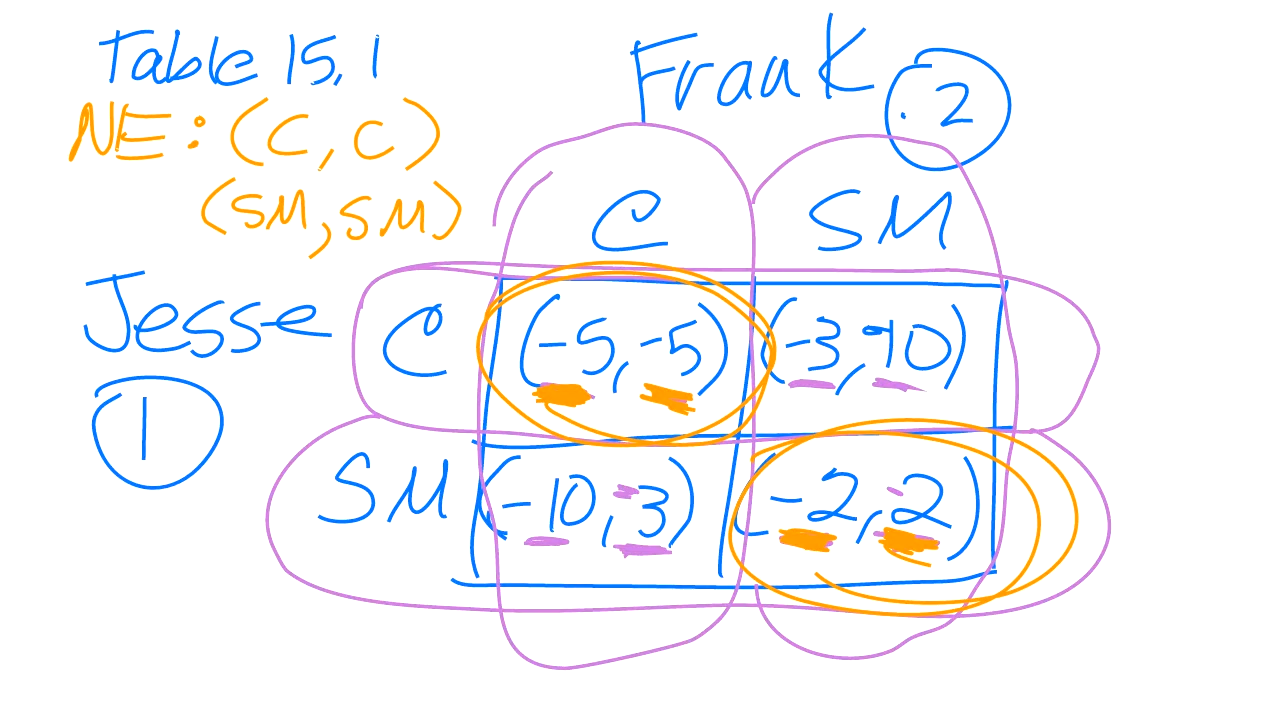 Table 15,1
Frank .2
NE: (C, C)
(SM, SM)
C SM
Jesse C (-5, -5) (-3, -10)
1
SM (-10, -3) (-2, -2)